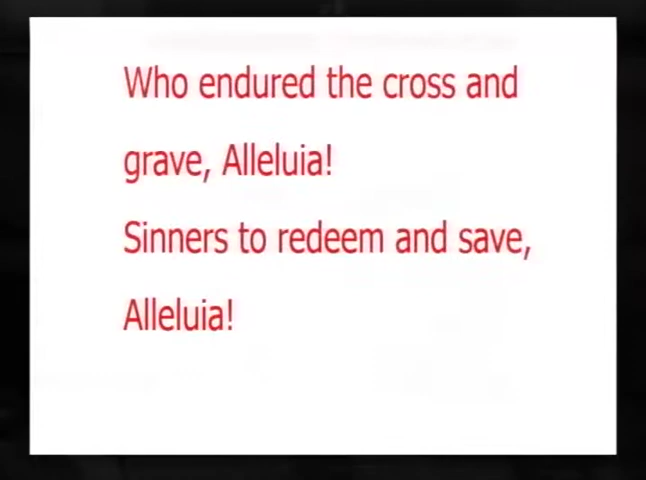 Who endured the cross and
grave, Alleluia!
Sinners to redeem and save,
Alleluia!